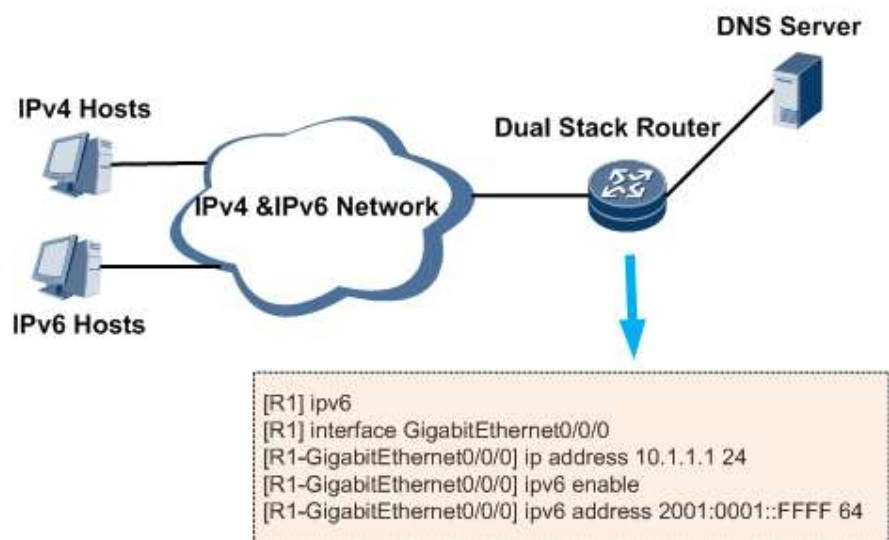 DNS Server
IPv4 Hosts
Dual Stack Router
IPv4 &IPv6 Network
IPv6 Hosts
[R1] ipv6
[R1] interface GigabitEthernet0/0/0
[R1-GigabitEthernet0/0/0] ip address 10.1.1.1 24
[R1-GigabitEthernet0/0/0] ipv6 enable
[R1-GigabitEthernet0/0/0] ipv6 address 2001:0001::FFFF 64